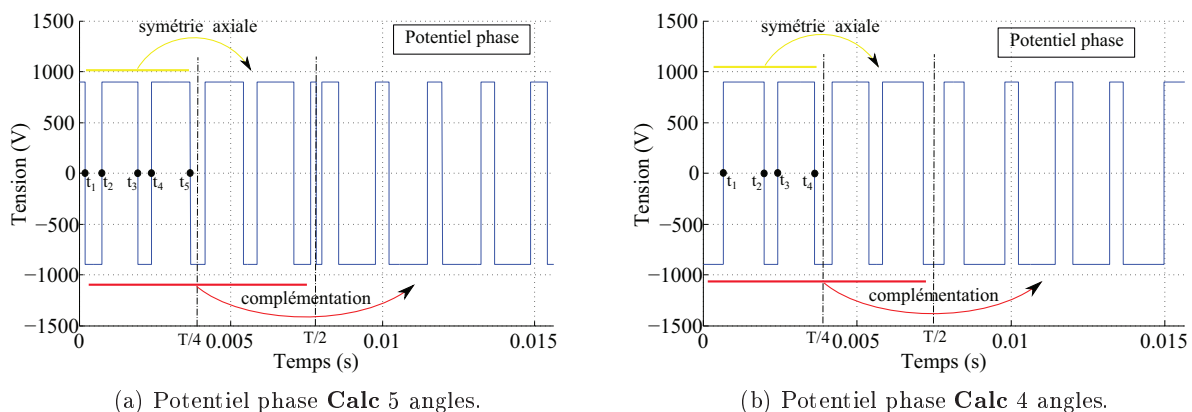 1500
1000
500
0
−500
−1000
−1500
Tension (V)
symétrie axiale
Potentiel phase
t1 t2 t3 t4 t5
complémentation
0 T/4 0.005 T/2 0.01 0.015
Temps (s)
(a) Potentiel phase Calc 5 angles.
1500
1000
500
0
−500
−1000
−1500
Tension (V)
symétrie axiale
Potentiel phase
t1 t2 t3 t4
complémentation
0 T/4 0.005 T/2 0.01 0.015
Temps (s)
(b) Potentiel phase Calc 4 angles.